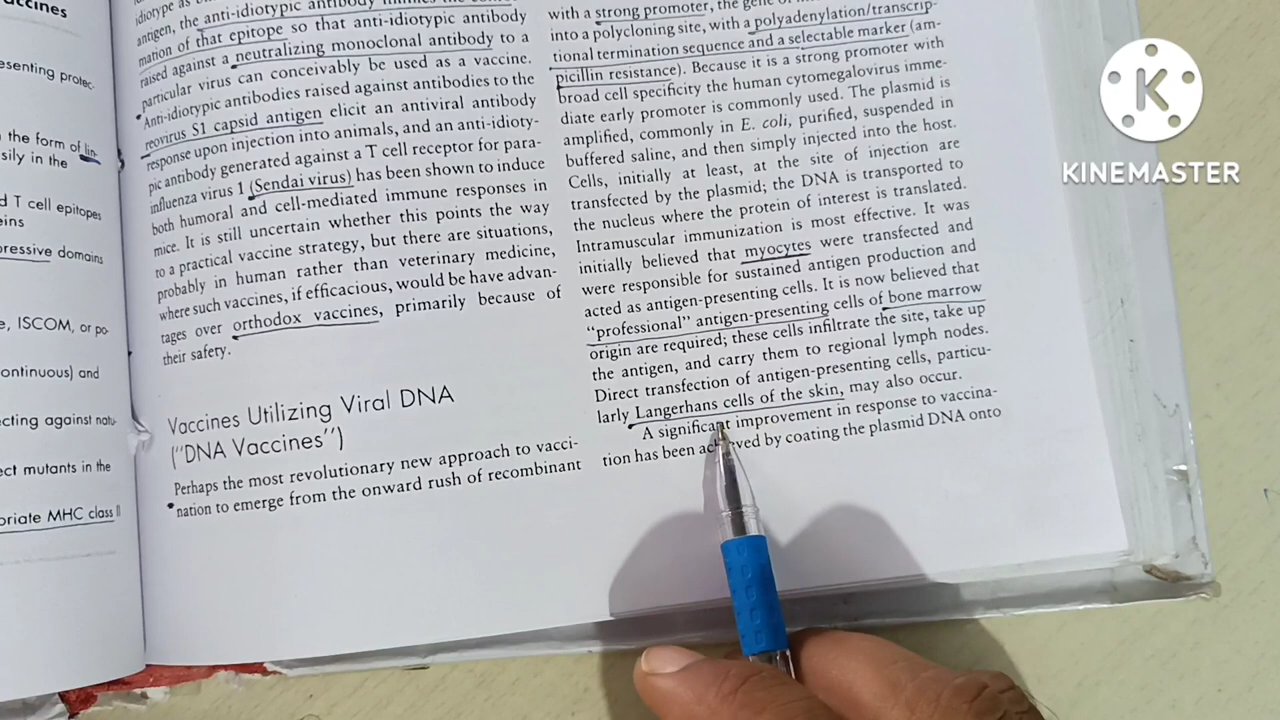 accines
esenting protec-
the form of lin-
sily in the
d T cell epitopes
eins
pressive domains
e, ISCOM, or po-
ontinuous) and
ecting against natu-
ect mutants in the
priate MHC class II
idiotype as
antigen, the anti-idiotypic antibody mimics the
mation of that epitope so that anti-idiotypic antibody
raised against a neutralizing monoclonal antibody to a
particular virus can conceivably be used as a vaccine.
Anti-idiotypic antibodies raised against antibodies to the
reovirus S1 capsid antigen elicit an antiviral antibody
response upon injection into animals, and an anti-idioty-
pic antibody generated against a T cell receptor for para-
influenza virus 1 (Sendai virus) has been shown to induce
both humoral and cell-mediated immune responses in
mice. It is still uncertain whether this points the way
to a practical vaccine strategy, but there are situations,
probably in human rather than veterinary medicine,
where such vaccines, if efficacious, would be have advan-
tages over orthodox vaccines, primarily because of
their safety.
Vaccines Utilizing Viral DNA
("DNA Vaccines")
Perhaps the most revolutionary new approach to vacci-
nation to emerge from the onward rush of recombinant
with a strong promoter, the gene of
into a polycloning site, with a polyadenylation/transcrip-
tional termination sequence and a selectable marker (am-
picillin resistance). Because it is a strong promoter with
broad cell specificity the human cytomegalovirus imme-
diate early promoter is commonly used. The plasmid is
amplified, commonly in E. coli, purified, suspended in
buffered saline, and then simply injected into the host.
Cells, initially at least, at the site of injection are
transfected by the plasmid; the DNA is transported to
the nucleus where the protein of interest is translated.
Intramuscular immunization is most effective. It was
initially believed that myocytes were transfected and
were responsible for sustained antigen production and
acted as antigen-presenting cells. It is now believed that
"professional" antigen-presenting cells of bone marrow
origin are required; these cells infiltrate the site, take up
the antigen, and carry them to regional lymph nodes.
Direct transfection of antigen-presenting cells, particu-
larly Langerhans cells of the skin, may also occur.
A significant improvement in response to vaccina-
tion has been achieved by coating the plasmid DNA onto
K
KINEMASTER